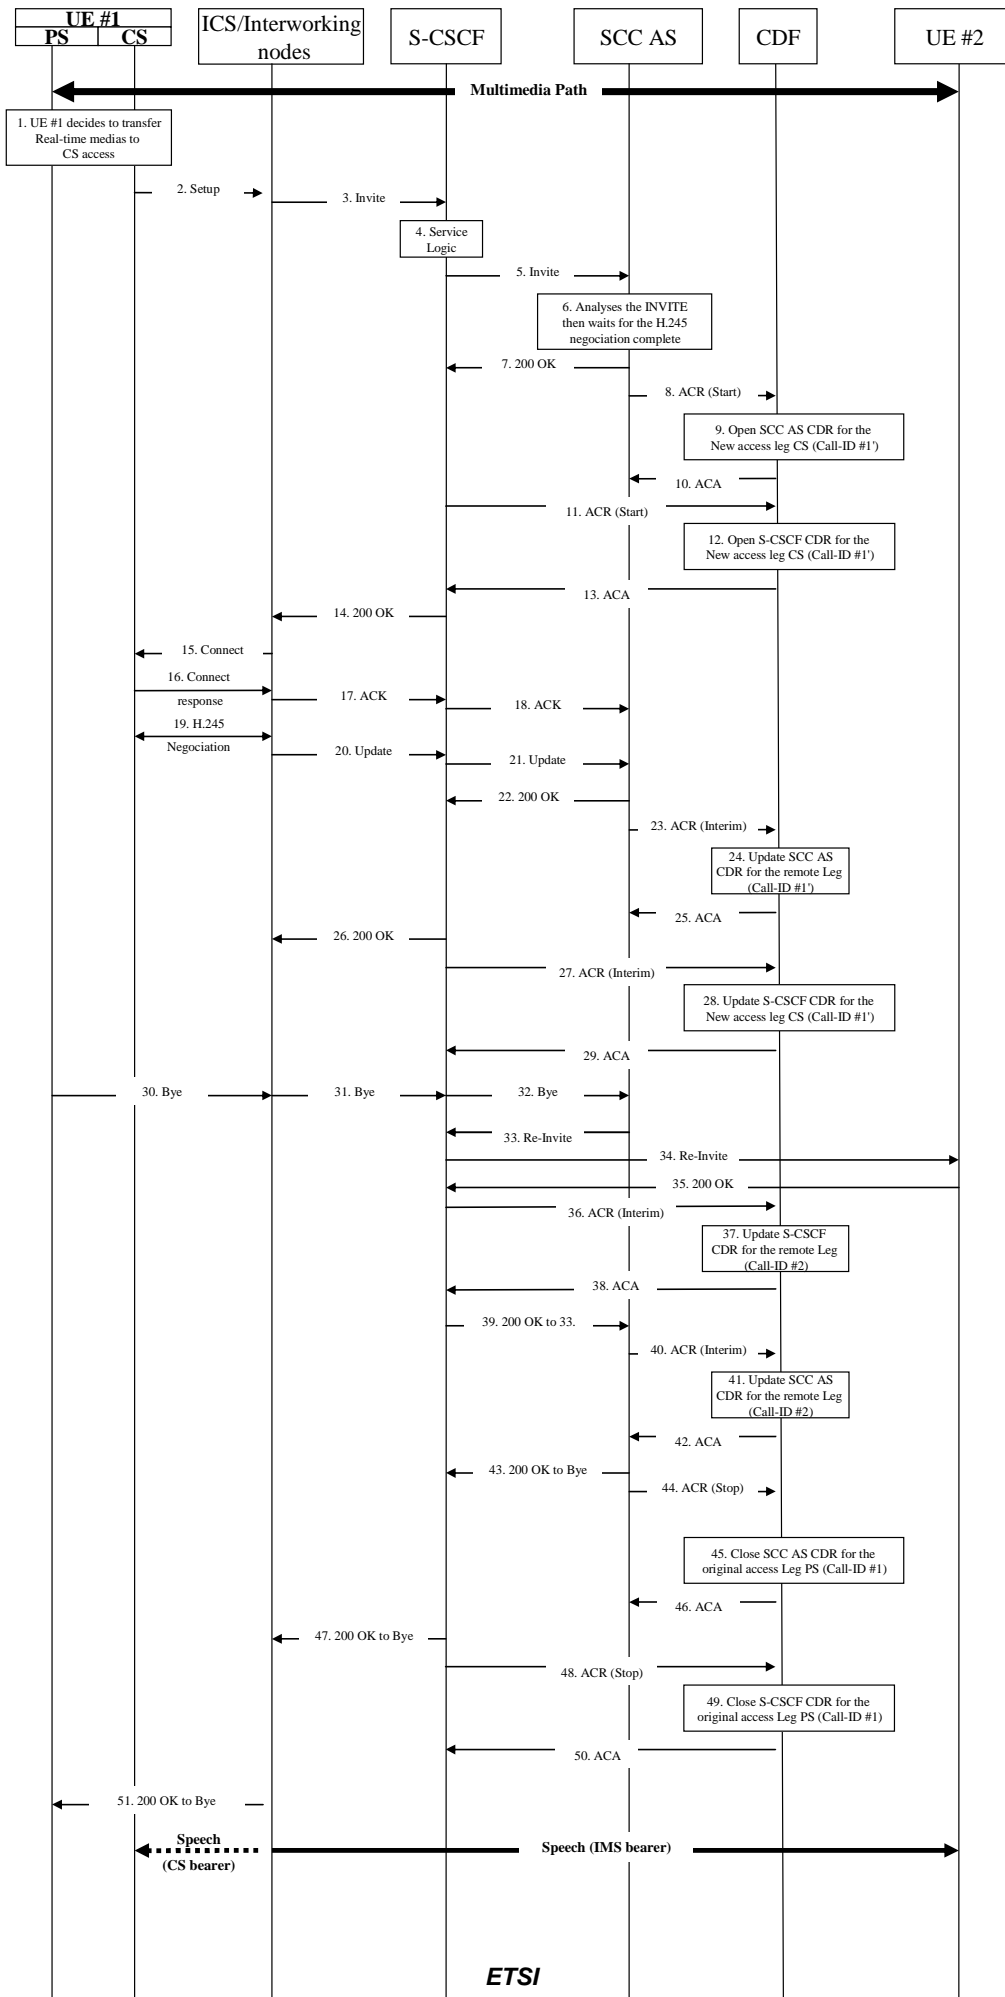 UE #1
PS CS
ICS/Interworking
nodes
S-CSCF
SCC AS
CDF
UE #2
Multimedia Path
1. UE #1 decides to transfer
Real-time medias to
CS access
2. Setup
3. Invite
4. Service
Logic
5. Invite
6. Analyses the INVITE
then waits for the H.245
negociation complete
7. 200 OK
8. ACR (Start)
9. Open SCC AS CDR for the
New access leg CS (Call-ID #1')
10. ACA
11. ACR (Start)
12. Open S-CSCF CDR for the
New access leg CS (Call-ID #1')
13. ACA
14. 200 OK
15. Connect
16. Connect
response
17. ACK
18. ACK
19. H.245
Negociation
20. Update
21. Update
22. 200 OK
23. ACR (Interim)
24. Update SCC AS
CDR for the remote Leg
(Call-ID #1')
25. ACA
26. 200 OK
27. ACR (Interim)
28. Update S-CSCF CDR for the
New access leg CS (Call-ID #1')
29. ACA
30. Bye
31. Bye
32. Bye
33. Re-Invite
34. Re-Invite
35. 200 OK
36. ACR (Interim)
37. Update S-CSCF
CDR for the remote Leg
(Call-ID #2)
38. ACA
39. 200 OK to 33.
40. ACR (Interim)
41. Update SCC AS
CDR for the remote Leg
(Call-ID #2)
42. ACA
43. 200 OK to Bye
44. ACR (Stop)
45. Close SCC AS CDR for the
original access Leg PS (Call-ID #1)
46. ACA
47. 200 OK to Bye
48. ACR (Stop)
49. Close S-CSCF CDR for the
original access Leg PS (Call-ID #1)
50. ACA
51. 200 OK to Bye
Speech
(CS bearer)
Speech (IMS bearer)
ETSI